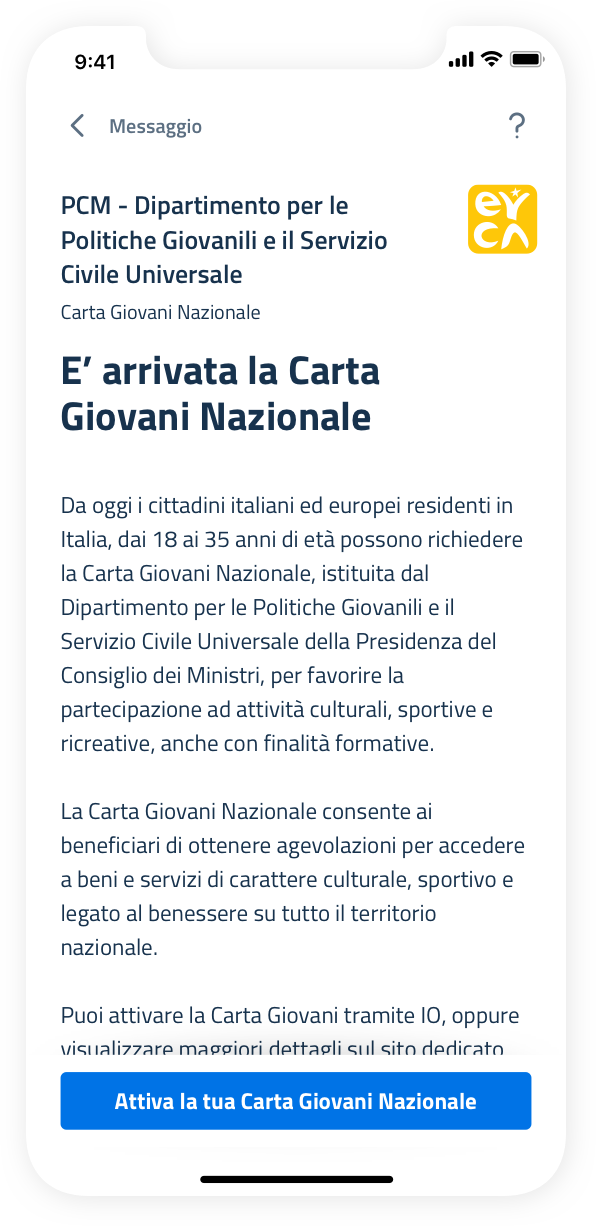 9:41
Messaggio
?
PCM - Dipartimento per le
Politiche Giovanili e il Servizio
Civile Universale
EYCA
Carta Giovani Nazionale
E’ arrivata la Carta
Giovani Nazionale
Da oggi i cittadini italiani ed europei residenti in
Italia, dai 18 ai 35 anni di età possono richiedere
la Carta Giovani Nazionale, istituita dal
Dipartimento per le Politiche Giovanili e il
Servizio Civile Universale della Presidenza del
Consiglio dei Ministri, per favorire la
partecipazione ad attività culturali, sportive e
ricreative, anche con finalità formative.
La Carta Giovani Nazionale consente ai
beneficiari di ottenere agevolazioni per accedere
a beni e servizi di carattere culturale, sportivo e
legato al benessere su tutto il territorio
nazionale.
Puoi attivare la Carta Giovani tramite IO, oppure
visualizzare maggiori dettagli sul sito dedicato
Attiva la tua Carta Giovani Nazionale